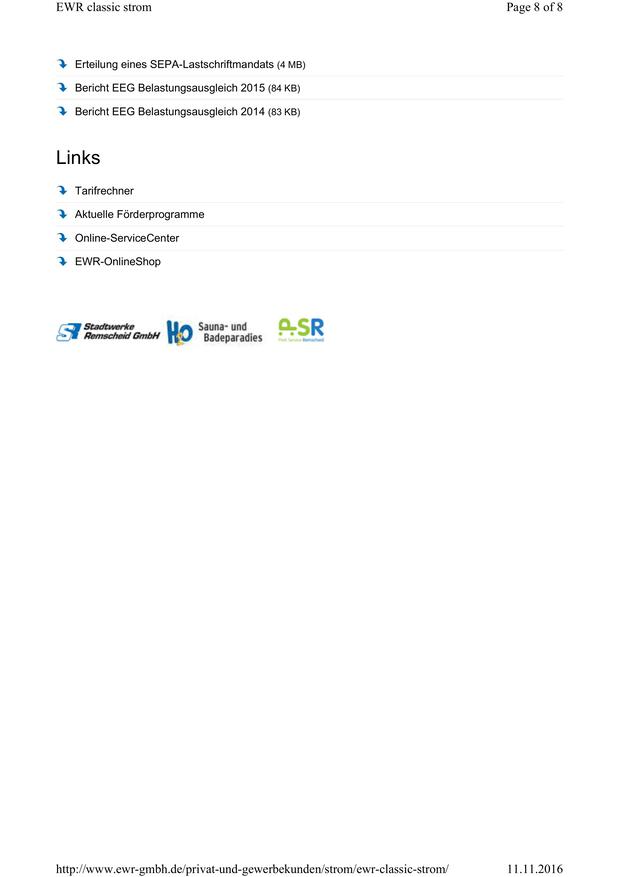 EWR classic strom Page 8 of 8
Erteilung eines SEPA-Lastschriftmandats (4 MB)
Bericht EEG Belastungsausgleich 2015 (84 KB)
Bericht EEG Belastungsausgleich 2014 (83 KB)
Links
Tarifrechner
Aktuelle Förderprogramme
Online-ServiceCenter
EWR-OnlineShop
Stadtwerke
Remscheid GmbH
H2O
Sauna- und
Badeparadies
P.SR
Park Service Remscheid
http://www.ewr-gmbh.de/privat-und-gewerbekunden/strom/ewr-classic-strom/ 11.11.2016